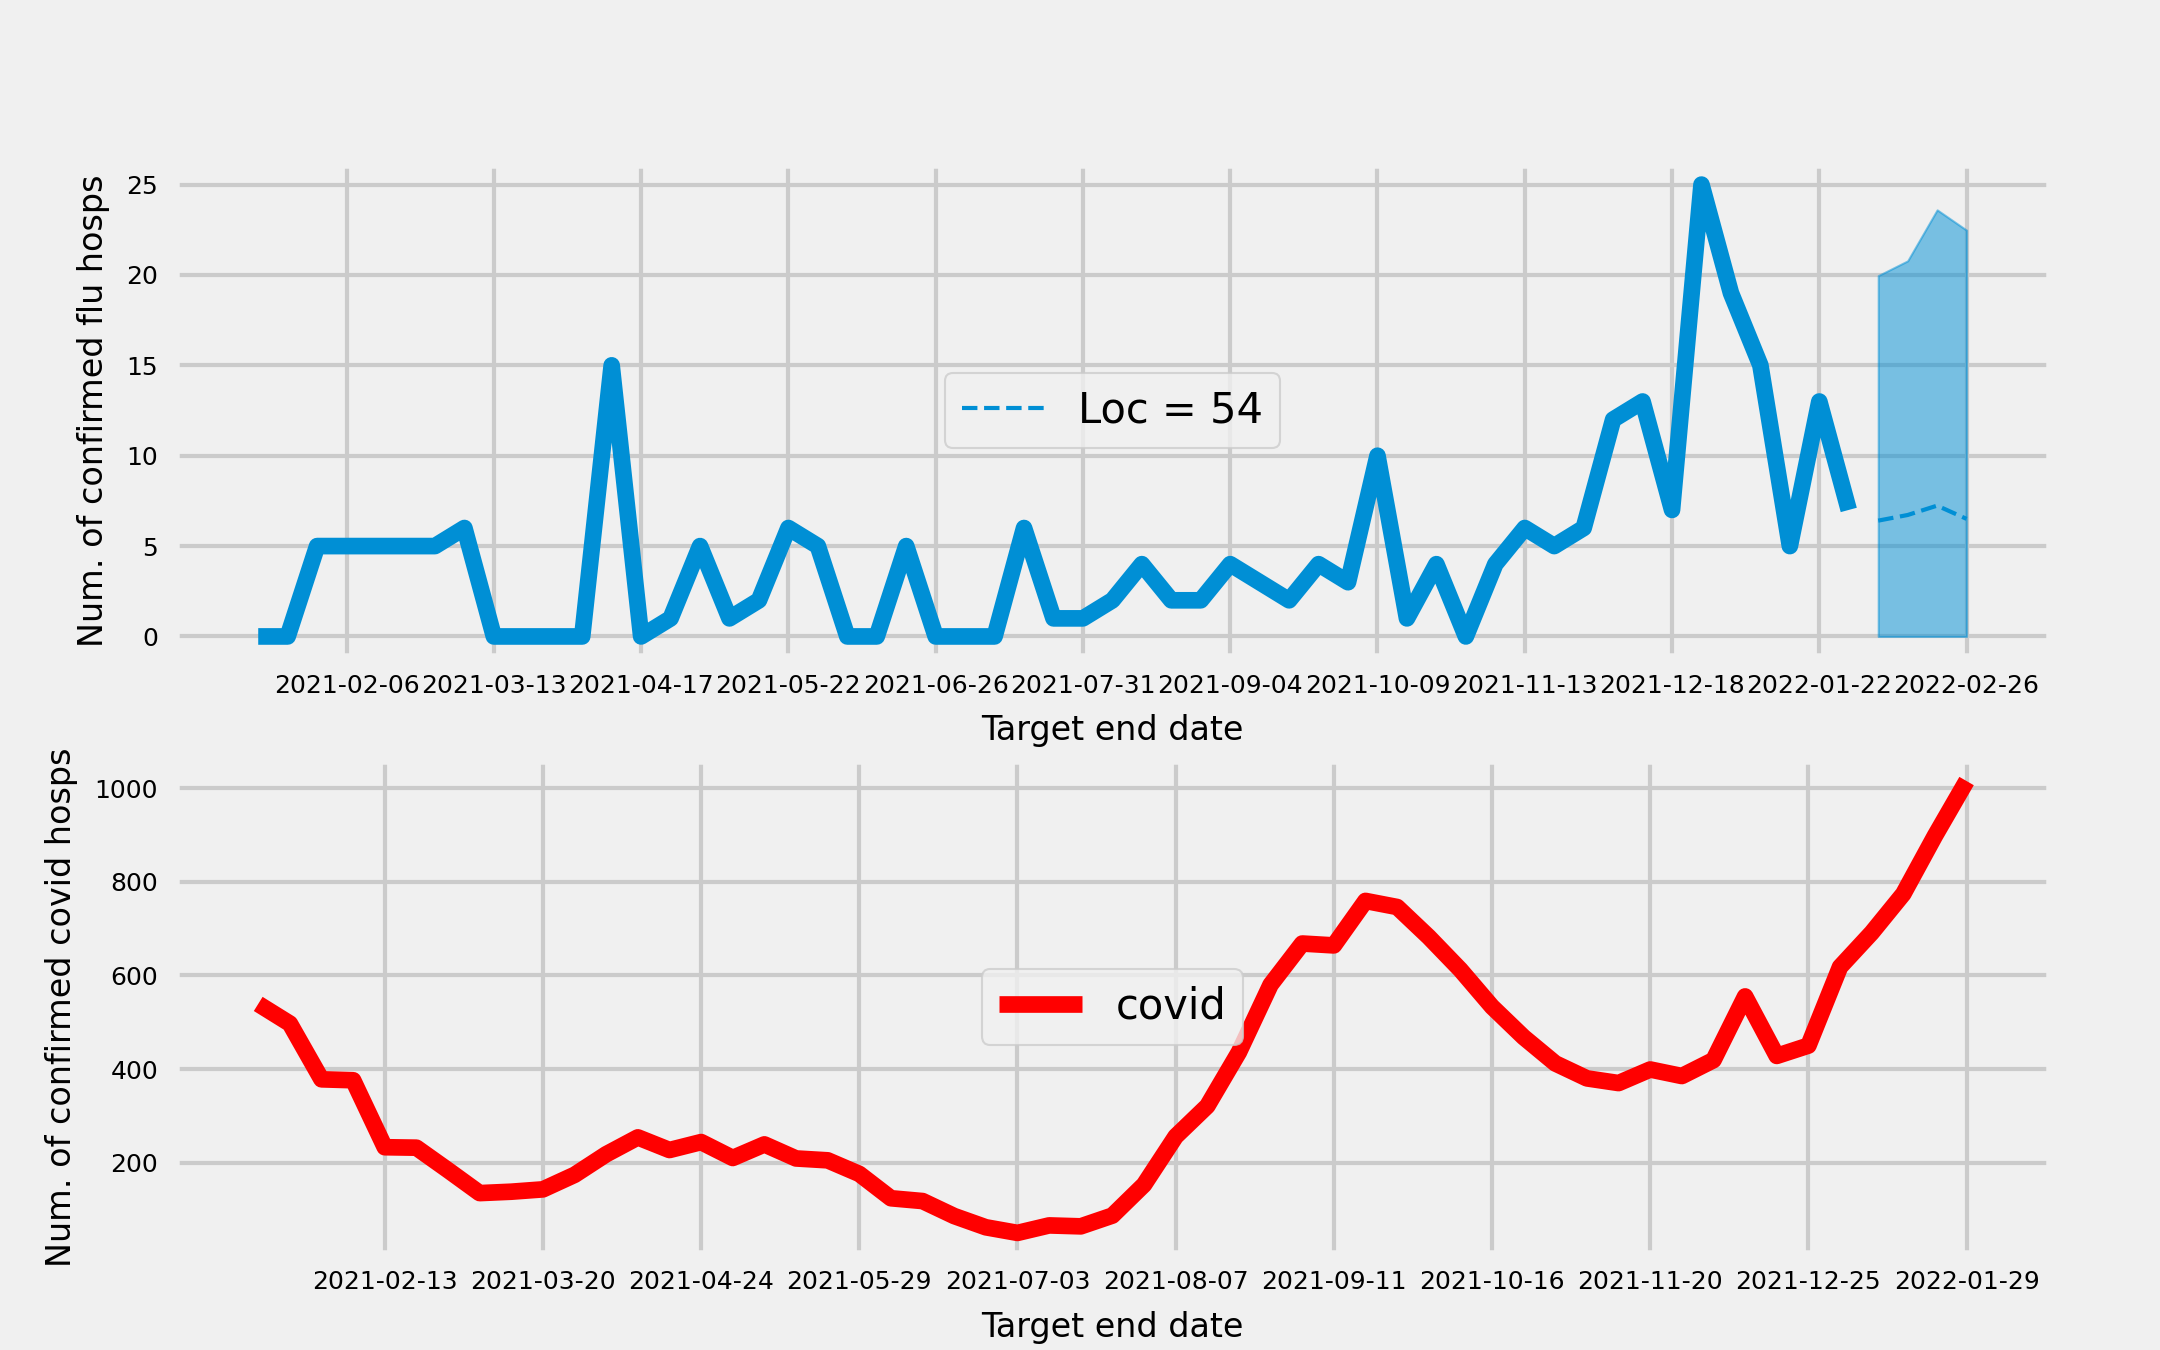 Num. of confirmed flu hosps
25
20
15
10
5
0
Loc = 54
2021-02-06 2021-03-13 2021-04-17 2021-05-22 2021-06-26 2021-07-31 2021-09-04 2021-10-09 2021-11-13 2021-12-18 2022-01-22 2022-02-26
Target end date
Num. of confirmed covid hosps
1000
800
600
400
200
covid
2021-02-13 2021-03-20 2021-04-24 2021-05-29 2021-07-03 2021-08-07 2021-09-11 2021-10-16 2021-11-20 2021-12-25 2022-01-29
Target end date